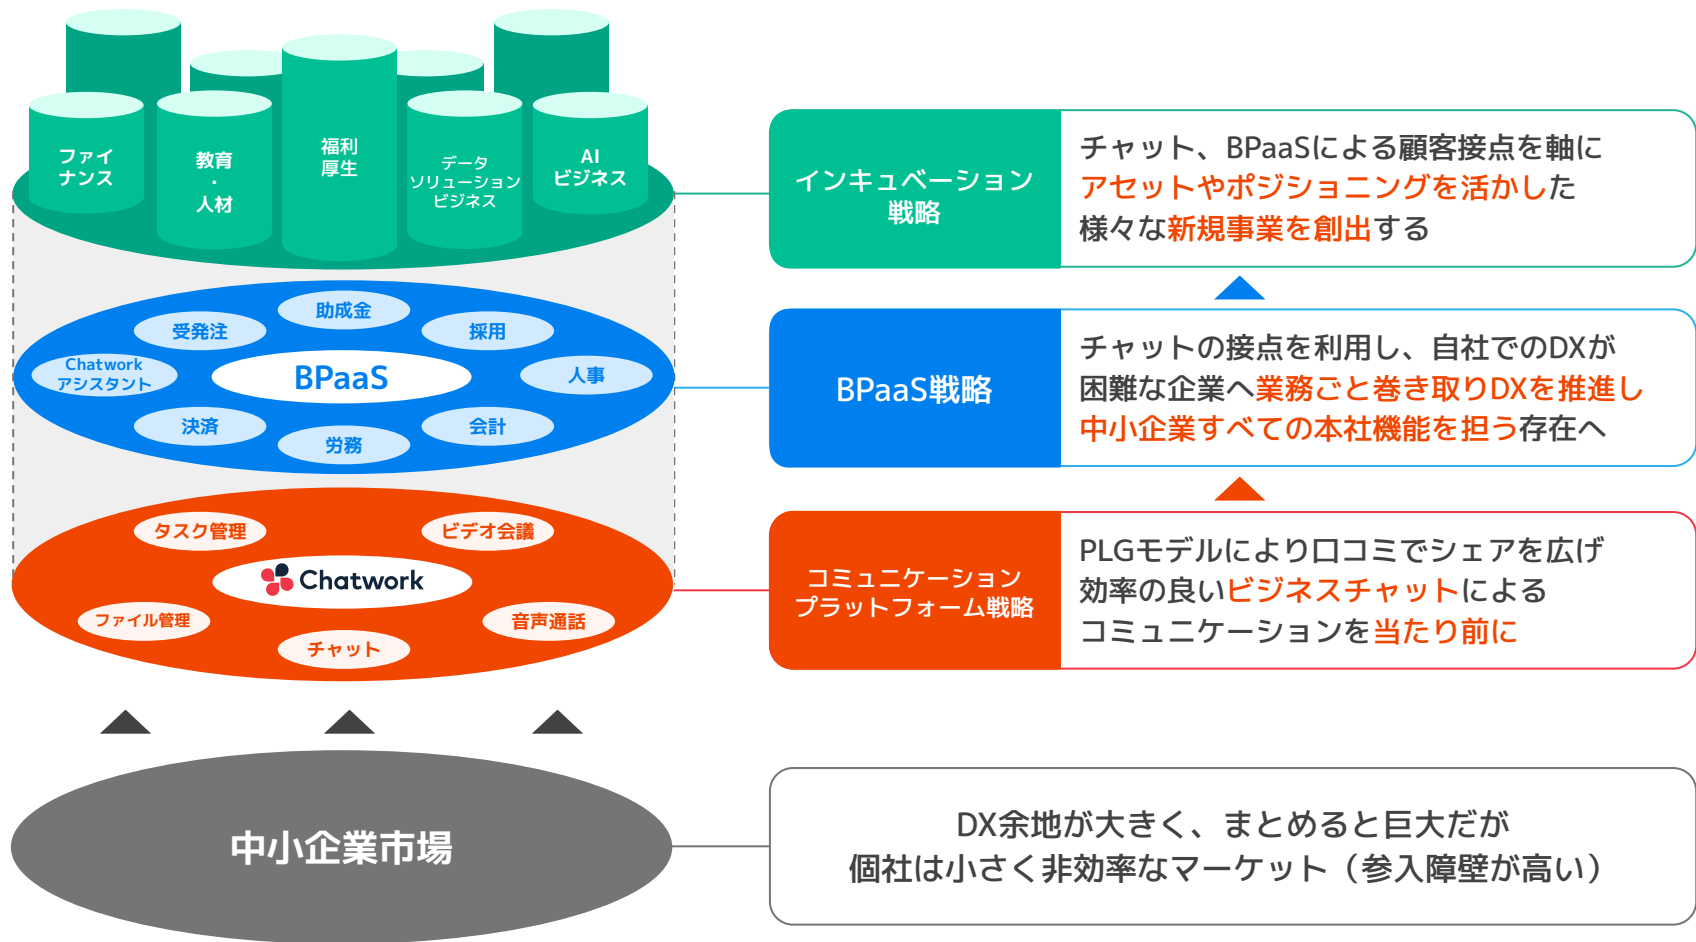 ファイ
ナンス
教育
・
人材
福利
厚生
データ
ソリューション
ビジネス
AI
ビジネス
インキュベーション
戦略
チャット、BPaaSによる顧客接点を軸に
アセットやポジショニングを活かした
様々な新規事業を創出する
助成金
受発注
採用
Chatwork
アシスタント
BPaaS
人事
決済
会計
労務
BPaaS戦略
チャットの接点を利用し、自社でのDXが
困難な企業へ業務ごと巻き取りDXを推進し
中小企業すべての本社機能を担う存在へ
タスク管理
ビデオ会議
Chatwork
ファイル管理
音声通話
チャット
コミュニケーション
プラットフォーム戦略
PLGモデルにより口コミでシェアを広げ
効率の良いビジネスチャットによる
コミュニケーションを当たり前に
中小企業市場
DX余地が大きく、まとめると巨大だが
個社は小さく非効率なマーケット（参入障壁が高い）